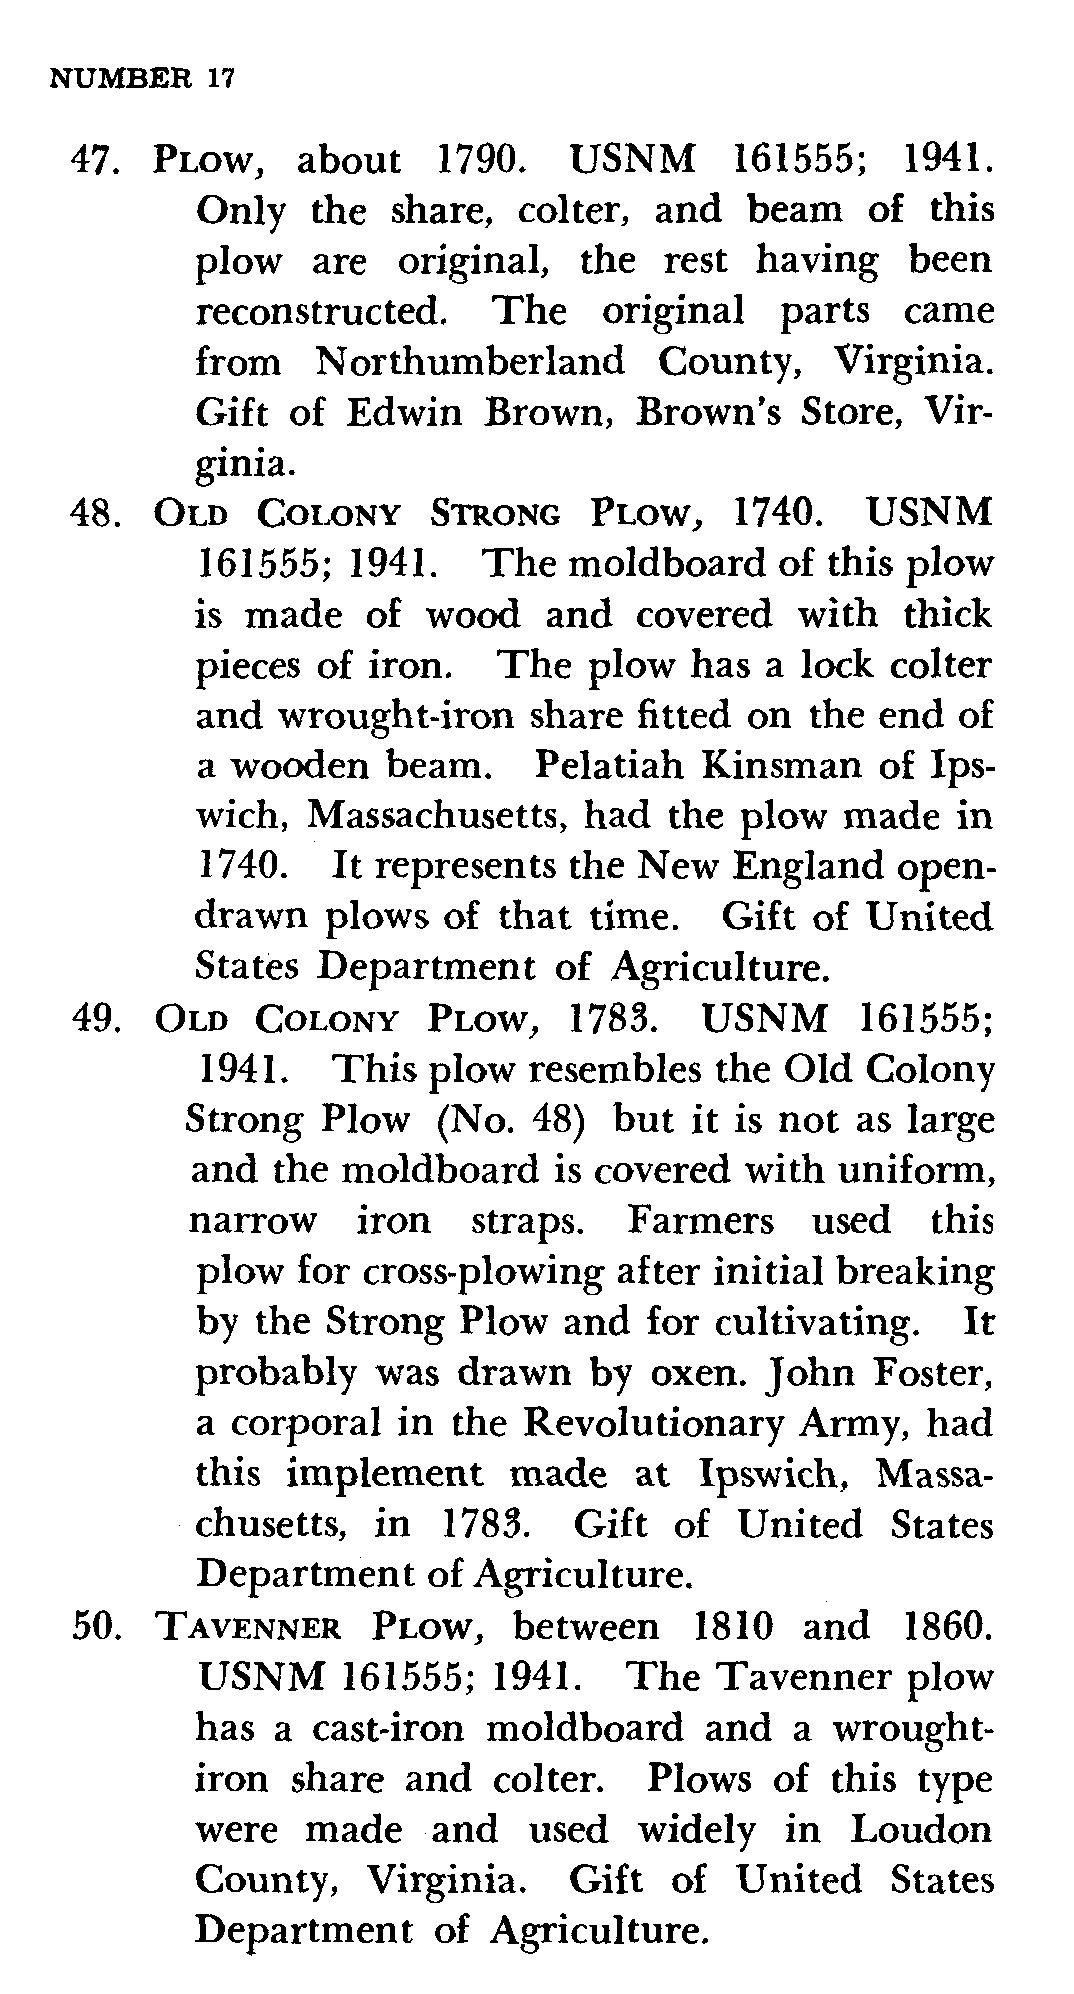 NUMBER 17
47. PLOW, about 1790. USNM 161555; 1941.
Only the share, colter, and beam of this
plow are original, the rest having been
reconstructed. The original parts came
from Northumberland County, Virginia.
Gift of Edwin Brown, Brown's Store, Vir-
ginia.
48. OLD COLONY STRONG PLOW, 1740. USNM
161555; 1941. The moldboard of this plow
is made of wood and covered with thick
pieces of iron. The plow has a lock colter
and wrought-iron share fitted on the end of
a wooden beam. Pelatiah Kinsman of Ips-
wich, Massachusetts, had the plow made in
1740. It represents the New England open-
drawn plows of that time. Gift of United
States Department of Agriculture.
49. OLD COLONY PLOW, 1783. USNM 161555;
1941. This plow resembles the Old Colony
Strong Plow (No. 48) but it is not as large
and the moldboard is covered with uniform,
narrow iron straps. Farmers used this
plow for cross-plowing after initial breaking
by the Strong Plow and for cultivating. It
probably was drawn by oxen. John Foster,
a corporal in the Revolutionary Army, had
this implement made at Ipswich, Massa-
chusetts, in 1783. Gift of United States
Department of Agriculture.
50. TAVENNER PLOW, between 1810 and 1860.
USNM 161555; 1941. The Tavenner plow
has a cast-iron moldboard and a wrought-
iron share and colter. Plows of this type
were made and used widely in Loudon
County, Virginia. Gift of United States
Department of Agriculture.